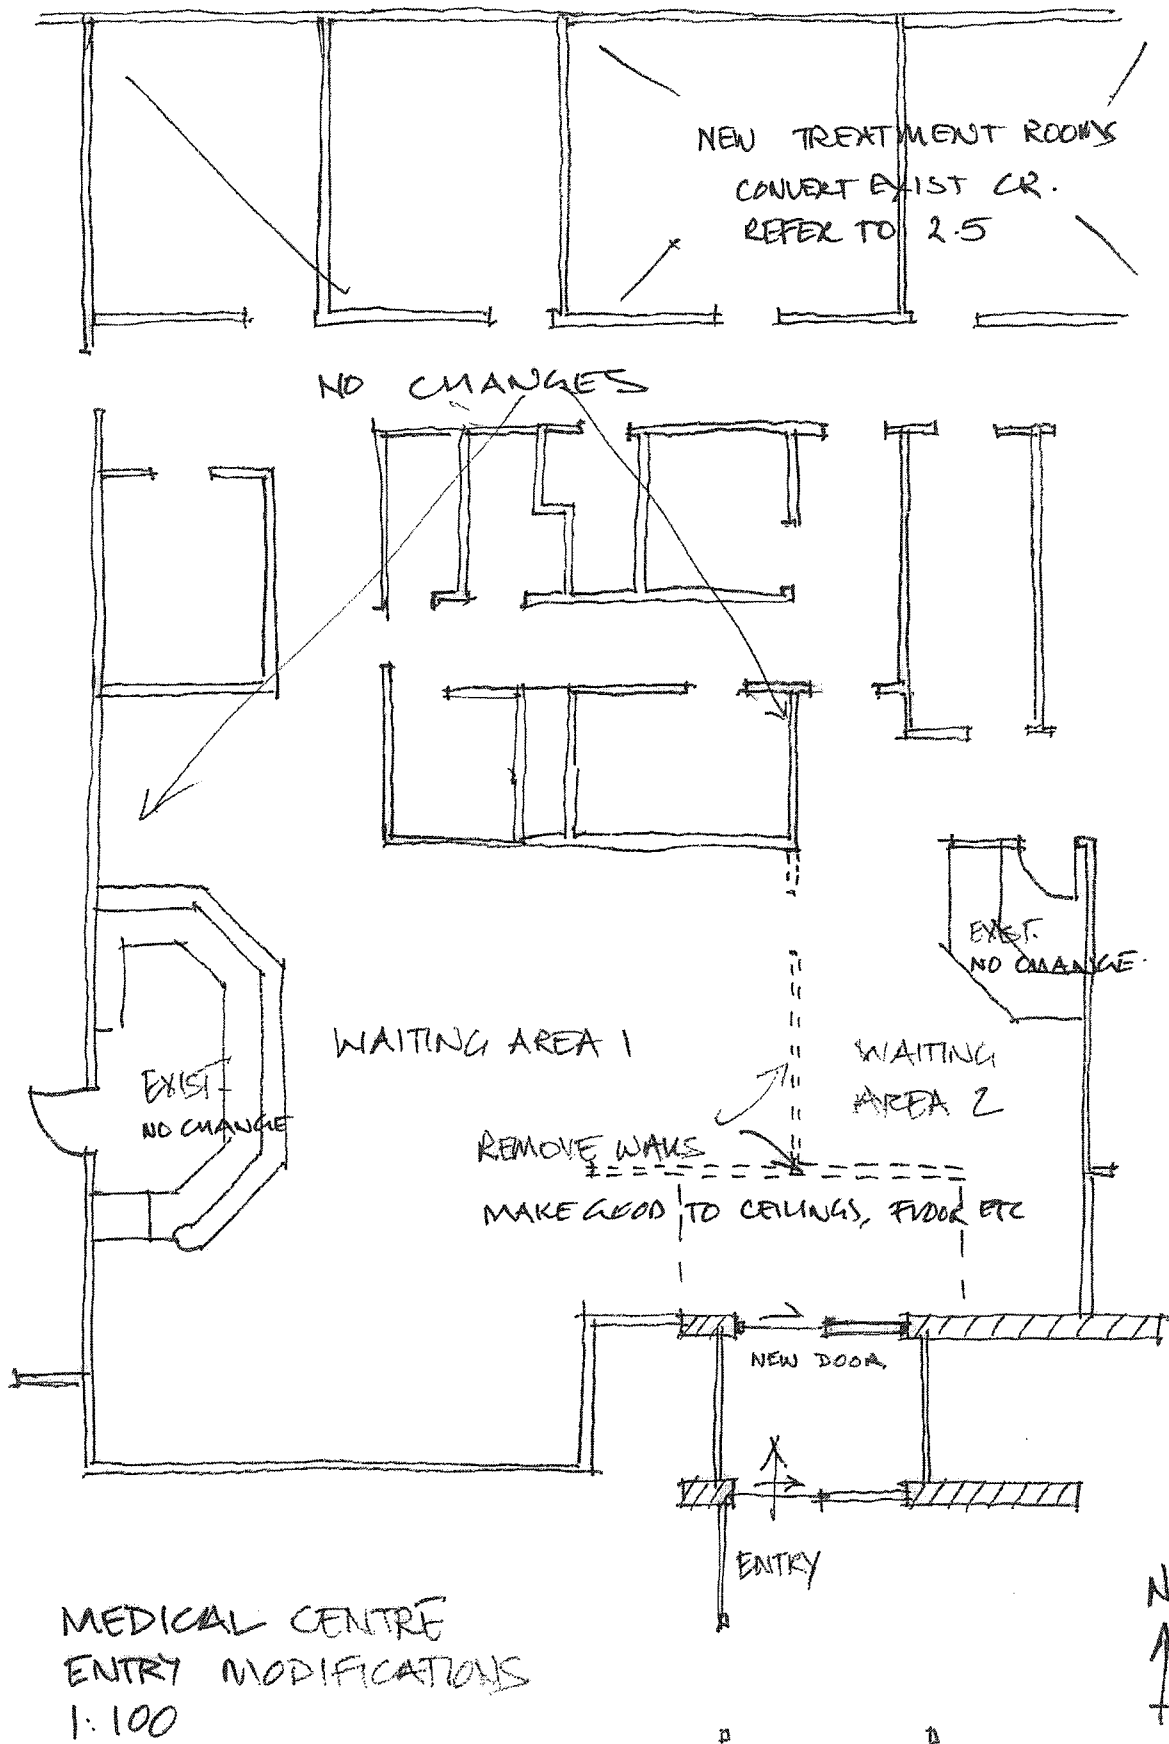 NEW TREATMENT ROOMS
CONVERT EXIST CR.
REFER TO 2.5
NO CHANGES
EXIST.
NO CHANGE.
WAITING AREA 1
WAITING
AREA 2
EXIST
NO CHANGE
REMOVE WALLS
MAKE GOOD TO CEILINGS, FLOOR ETC
NEW DOOR
ENTRY
MEDICAL CENTRE
ENTRY MODIFICATIONS
1:100
N